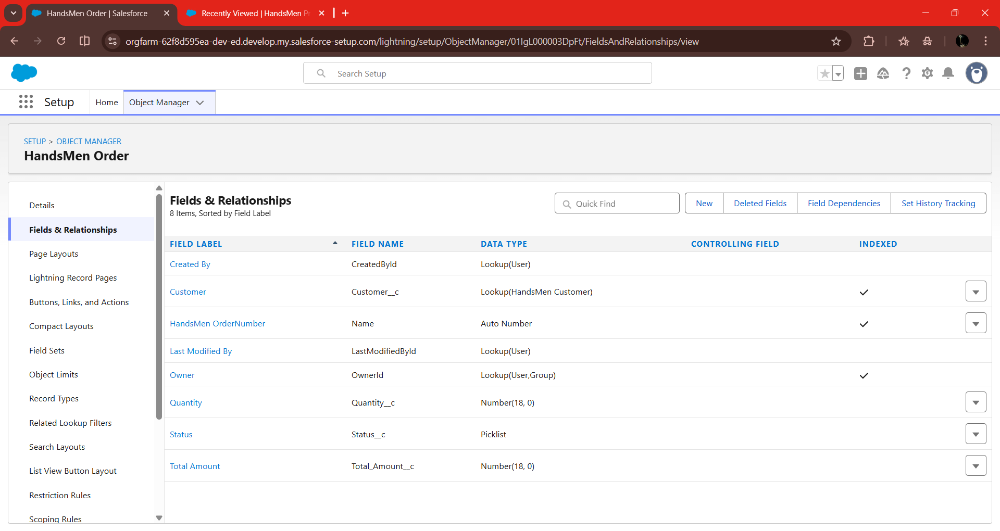 HandsMen Order | Salesforce
Recently Viewed | HandsMen Pr
orgfarm-62f8d595ea-dev-ed.develop.my.salesforce-setup.com/lightning/setup/ObjectManager/01IgL000003DpFt/FieldsAndRelationships/view
Search Setup
Setup
Home
Object Manager
SETUP > OBJECT MANAGER
HandsMen Order
Details
Fields & Relationships
Page Layouts
Lightning Record Pages
Buttons, Links, and Actions
Compact Layouts
Field Sets
Object Limits
Record Types
Related Lookup Filters
Search Layouts
List View Button Layout
Restriction Rules
Scoping Rules
Fields & Relationships
8 Items, Sorted by Field Label
Quick Find
New
Deleted Fields
Field Dependencies
Set History Tracking
FIELD LABEL FIELD NAME DATA TYPE CONTROLLING FIELD INDEXED
Created By CreatedById Lookup(User)
Customer Customer__c Lookup(HandsMen Customer)
HandsMen OrderNumber Name Auto Number
Last Modified By LastModifiedById Lookup(User)
Owner OwnerId Lookup(User,Group)
Quantity Quantity__c Number(18, 0)
Status Status__c Picklist
Total Amount Total_Amount__c Number(18, 0)